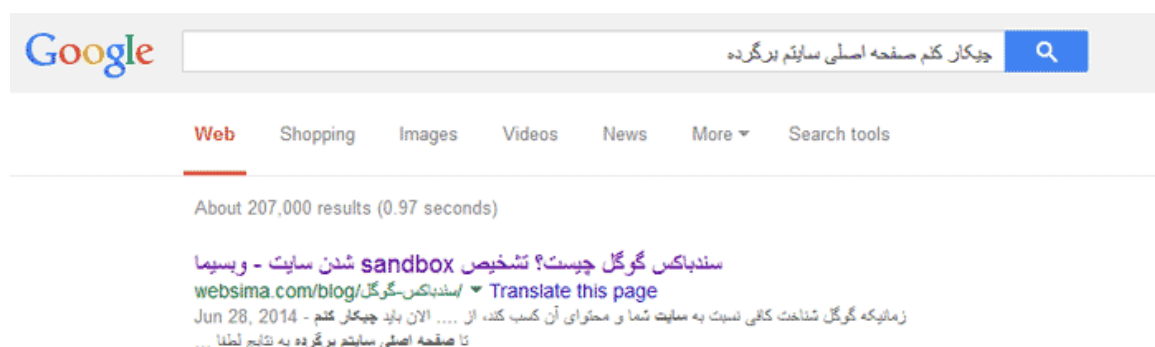 Google
چیکار کنم صفحه اصلی سایتم برگرده
Web Shopping Images Videos News More Search tools
About 207,000 results (0.97 seconds)
سندباکس گوگل چیست؟ تشخیص sandbox شدن سایت - وبسیما
websima.com/blog/سندباکس-گوگل/ Translate this page
Jun 28, 2014 - زمانیکه گوگل شناخت کافی نسبت به سایت شما و محتوای آن کسب کند، از .... الان باید چیکار کنم
تا صفحه اصلی سایتم برگرده به نتایج لطفا ...